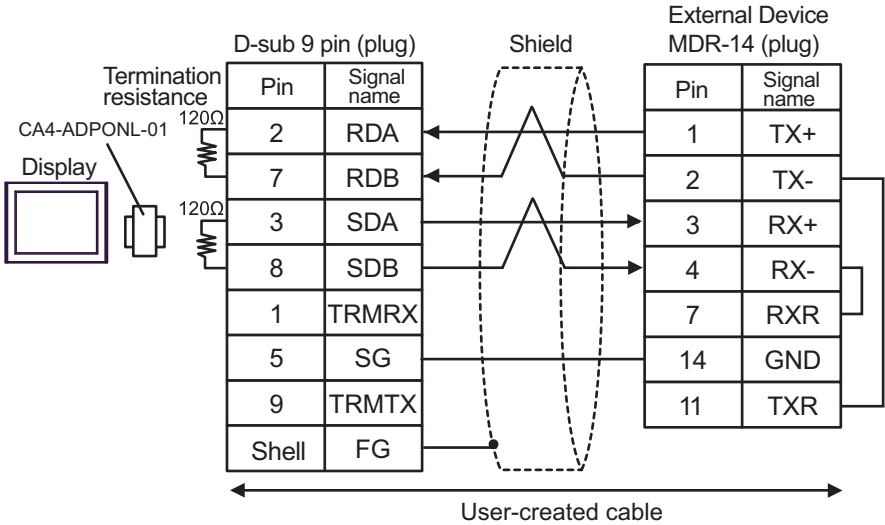 External Device
D-sub 9 pin (plug)
Shield
MDR-14 (plug)
Termination
resistance
Pin
Signal
name
Pin
Signal
name
120Ω
CA4-ADPONL-01
2
RDA
1
TX+
Display
7
RDB
2
TX-
120Ω
3
SDA
3
RX+
8
SDB
4
RX-
1
TRMRX
7
RXR
5
SG
14
GND
9
TRMTX
11
TXR
Shell
FG
User-created cable